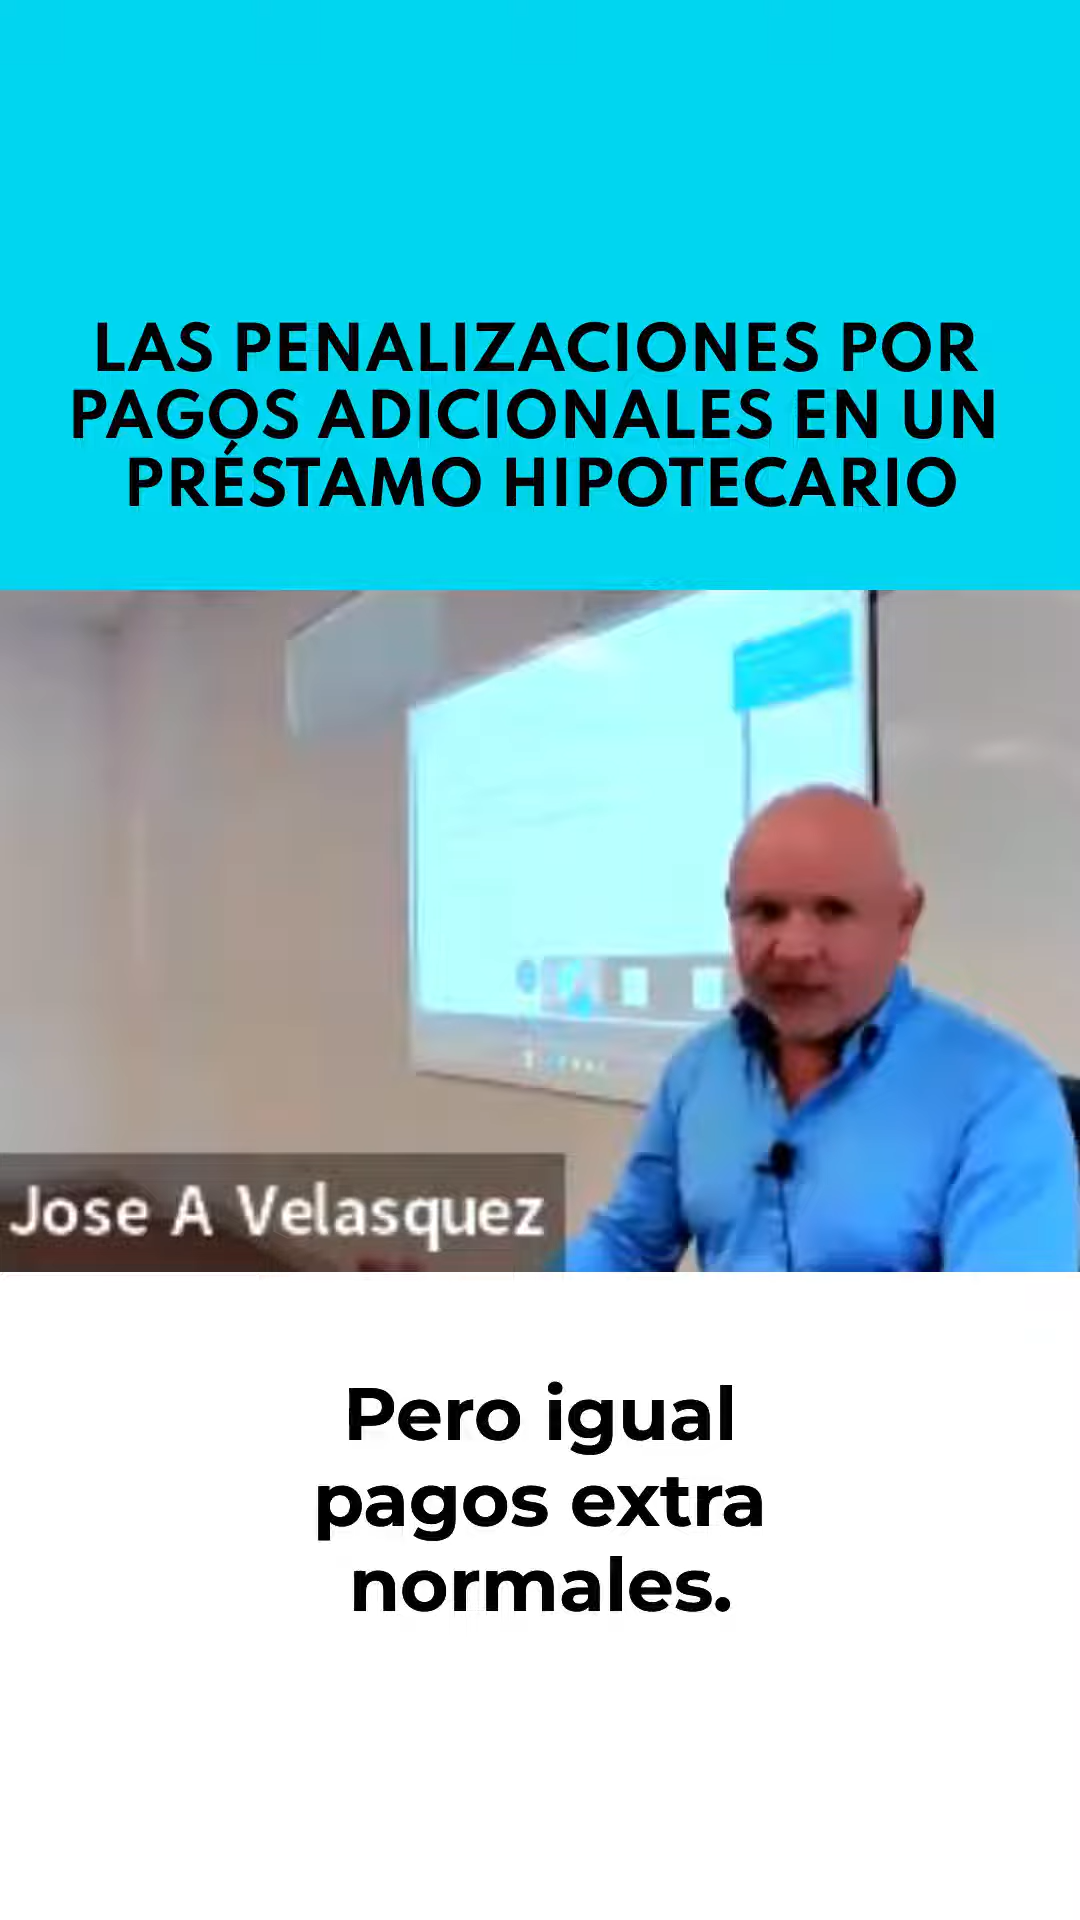 LAS PENALIZACIONES POR
PAGOS ADICIONALES EN UN
PRÉSTAMO HIPOTECARIO
Jose A Velasquez
Pero igual
pagos extra
normales.